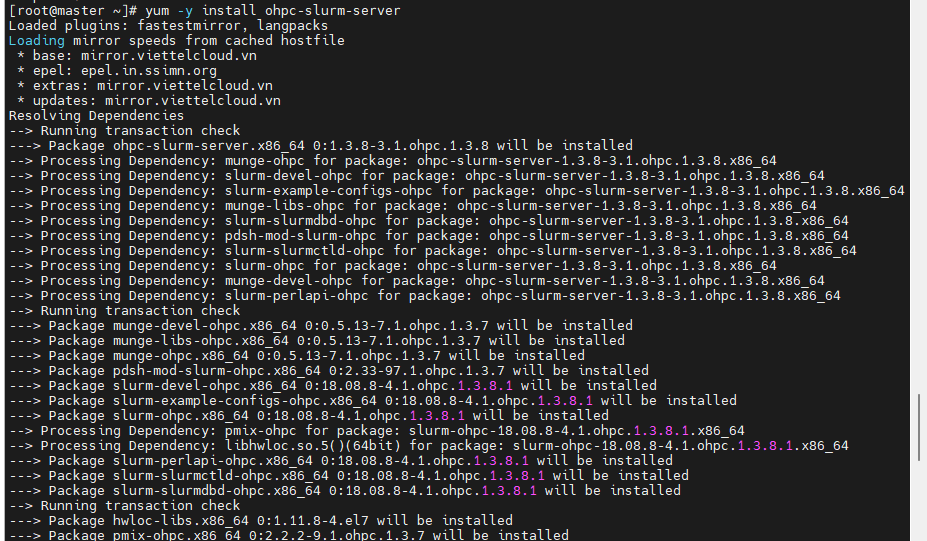 [root@master ~]# yum -y install ohpc-slurm-server
Loaded plugins: fastestmirror, langpacks
Loading mirror speeds from cached hostfile
 * base: mirror.viettelcloud.vn
 * epel: epel.in.ssimn.org
 * extras: mirror.viettelcloud.vn
 * updates: mirror.viettelcloud.vn
Resolving Dependencies
--> Running transaction check
---> Package ohpc-slurm-server.x86_64 0:1.3.8-3.1.ohpc.1.3.8 will be installed
--> Processing Dependency: munge-ohpc for package: ohpc-slurm-server-1.3.8-3.1.ohpc.1.3.8.x86_64
--> Processing Dependency: slurm-devel-ohpc for package: ohpc-slurm-server-1.3.8-3.1.ohpc.1.3.8.x86_64
--> Processing Dependency: slurm-example-configs-ohpc for package: ohpc-slurm-server-1.3.8-3.1.ohpc.1.3.8.x86_64
--> Processing Dependency: munge-libs-ohpc for package: ohpc-slurm-server-1.3.8-3.1.ohpc.1.3.8.x86_64
--> Processing Dependency: slurm-slurmdbd-ohpc for package: ohpc-slurm-server-1.3.8-3.1.ohpc.1.3.8.x86_64
--> Processing Dependency: pdsh-mod-slurm-ohpc for package: ohpc-slurm-server-1.3.8-3.1.ohpc.1.3.8.x86_64
--> Processing Dependency: slurm-slurmctld-ohpc for package: ohpc-slurm-server-1.3.8-3.1.ohpc.1.3.8.x86_64
--> Processing Dependency: slurm-ohpc for package: ohpc-slurm-server-1.3.8-3.1.ohpc.1.3.8.x86_64
--> Processing Dependency: munge-devel-ohpc for package: ohpc-slurm-server-1.3.8-3.1.ohpc.1.3.8.x86_64
--> Processing Dependency: slurm-perlapi-ohpc for package: ohpc-slurm-server-1.3.8-3.1.ohpc.1.3.8.x86_64
--> Running transaction check
---> Package munge-devel-ohpc.x86_64 0:0.5.13-7.1.ohpc.1.3.7 will be installed
---> Package munge-libs-ohpc.x86_64 0:0.5.13-7.1.ohpc.1.3.7 will be installed
---> Package munge-ohpc.x86_64 0:0.5.13-7.1.ohpc.1.3.7 will be installed
---> Package pdsh-mod-slurm-ohpc.x86_64 0:2.33-97.1.ohpc.1.3.7 will be installed
---> Package slurm-devel-ohpc.x86_64 0:18.08.8-4.1.ohpc.1.3.8.1 will be installed
---> Package slurm-example-configs-ohpc.x86_64 0:18.08.8-4.1.ohpc.1.3.8.1 will be installed
---> Package slurm-ohpc.x86_64 0:18.08.8-4.1.ohpc.1.3.8.1 will be installed
--> Processing Dependency: pmix-ohpc for package: slurm-ohpc-18.08.8-4.1.ohpc.1.3.8.1.x86_64
--> Processing Dependency: libhwloc.so.5()(64bit) for package: slurm-ohpc-18.08.8-4.1.ohpc.1.3.8.1.x86_64
---> Package slurm-perlapi-ohpc.x86_64 0:18.08.8-4.1.ohpc.1.3.8.1 will be installed
---> Package slurm-slurmctld-ohpc.x86_64 0:18.08.8-4.1.ohpc.1.3.8.1 will be installed
---> Package slurm-slurmdbd-ohpc.x86_64 0:18.08.8-4.1.ohpc.1.3.8.1 will be installed
--> Running transaction check
---> Package hwloc-libs.x86_64 0:1.11.8-4.el7 will be installed
---> Package pmix-ohpc.x86_64 0:2.2.2-9.1.ohpc.1.3.7 will be installed